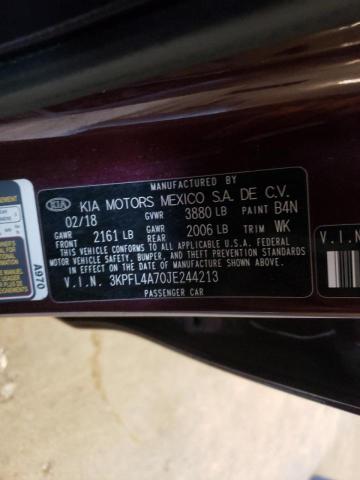 MANUFACTURED BY
KIA KIA MOTORS MEXICO S.A. DE C.V.
02/18 GVWR 3880 LB PAINT B4N
GAWR FRONT 2161 LB GAWR REAR 2006 LB TRIM WK
THIS VEHICLE CONFORMS TO ALL APPLICABLE U.S.A. FEDERAL
MOTOR VEHICLE SAFETY, BUMPER, AND THEFT PREVENTION
STANDARDS IN EFFECT ON THE DATE OF MANUFACTURE
SHOWN ABOVE.
V.I.N. 3KPFL4A70JE244213
PASSENGER CAR
A970
V.I.N.